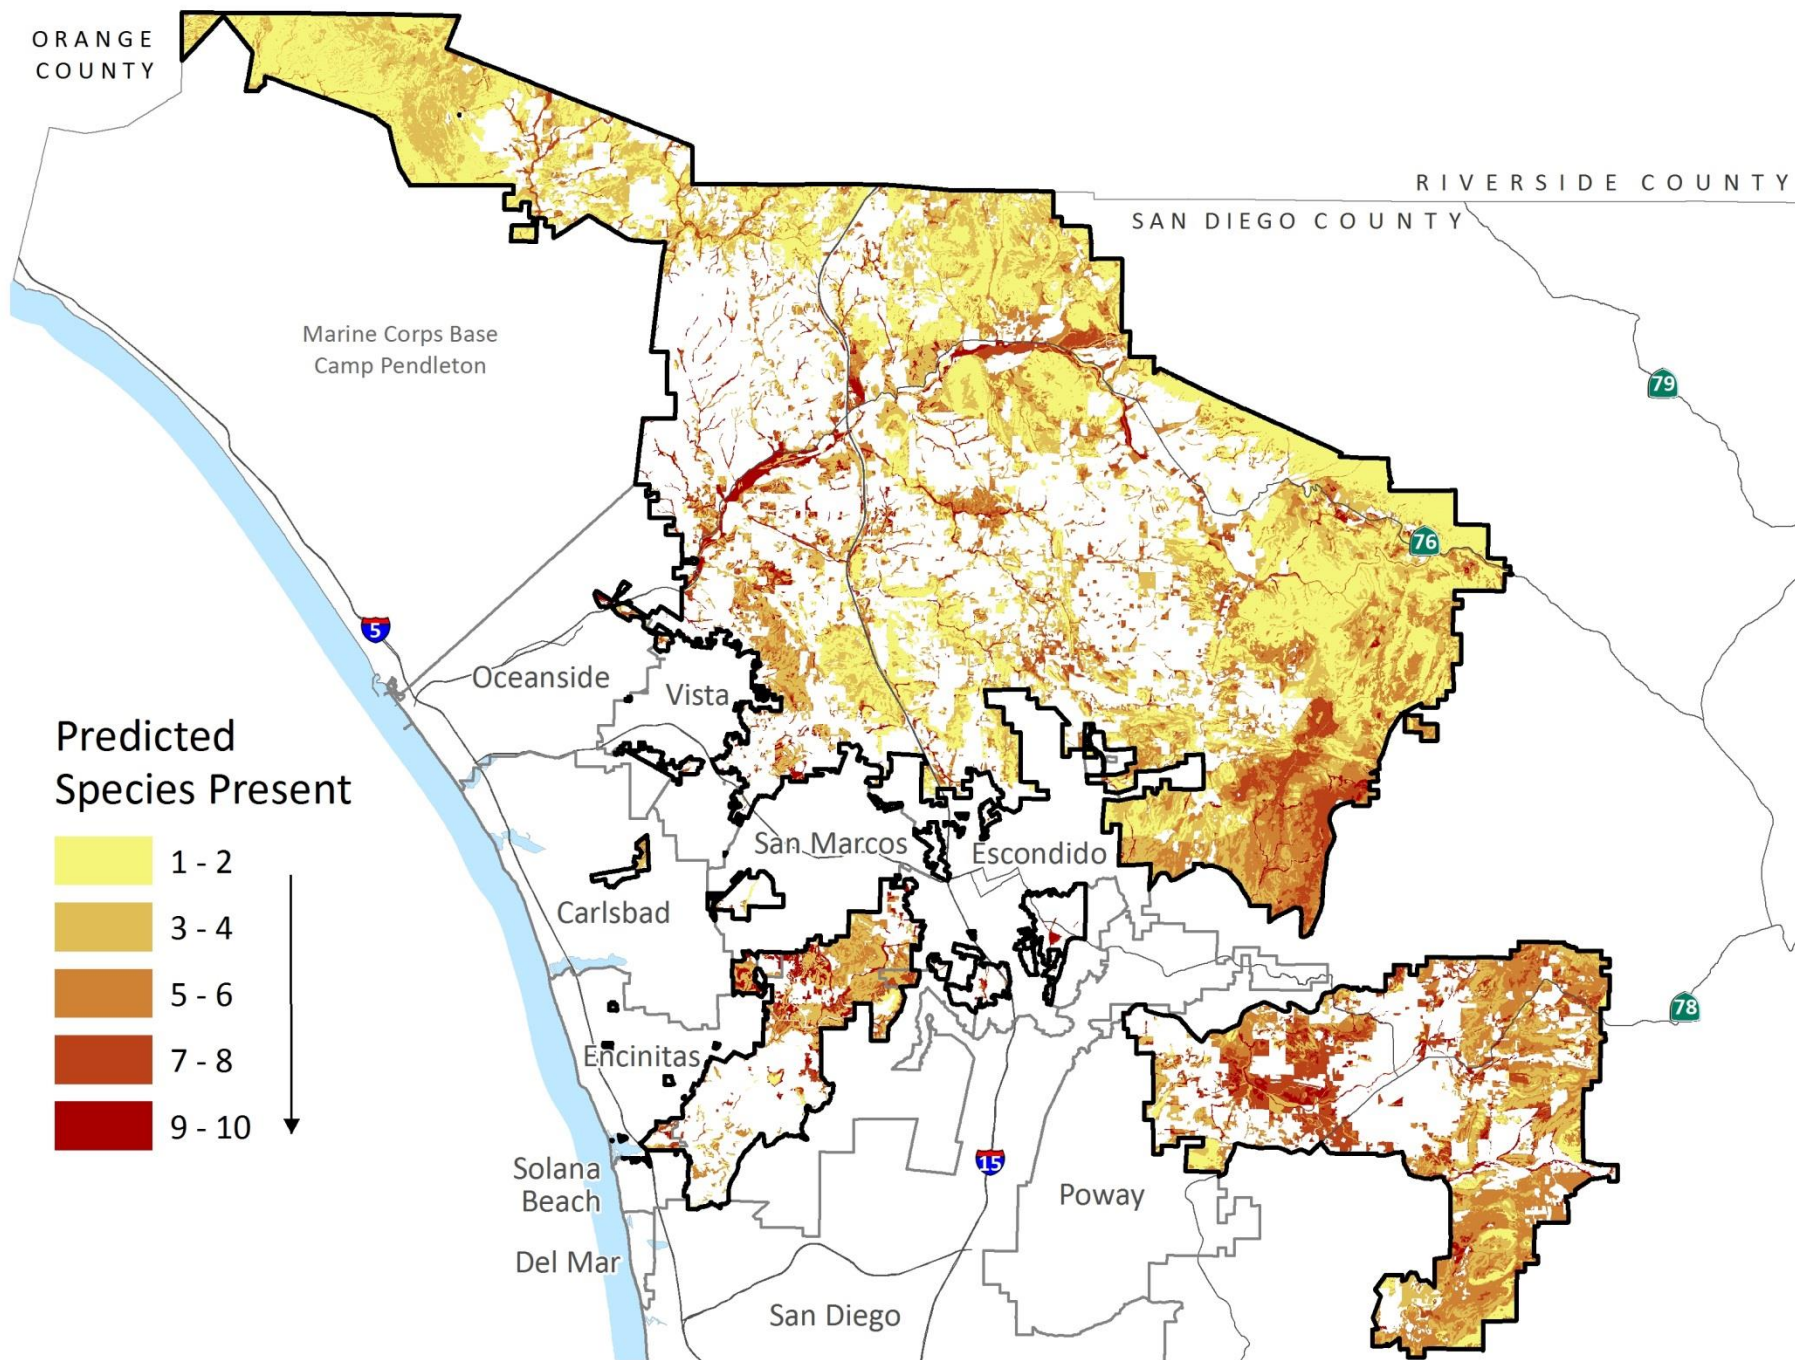 ORANGE
COUNTY
RIVERSIDE COUNTY
SAN DIEGO COUNTY
Marine Corps Base
Camp Pendleton
79
76
5
Oceanside
Vista
Predicted
Species Present
1 - 2
3 - 4
5 - 6
7 - 8
9 - 10
San Marcos
Escondido
Carlsbad
78
Encinitas
15
Solana
Beach
Poway
Del Mar
San Diego